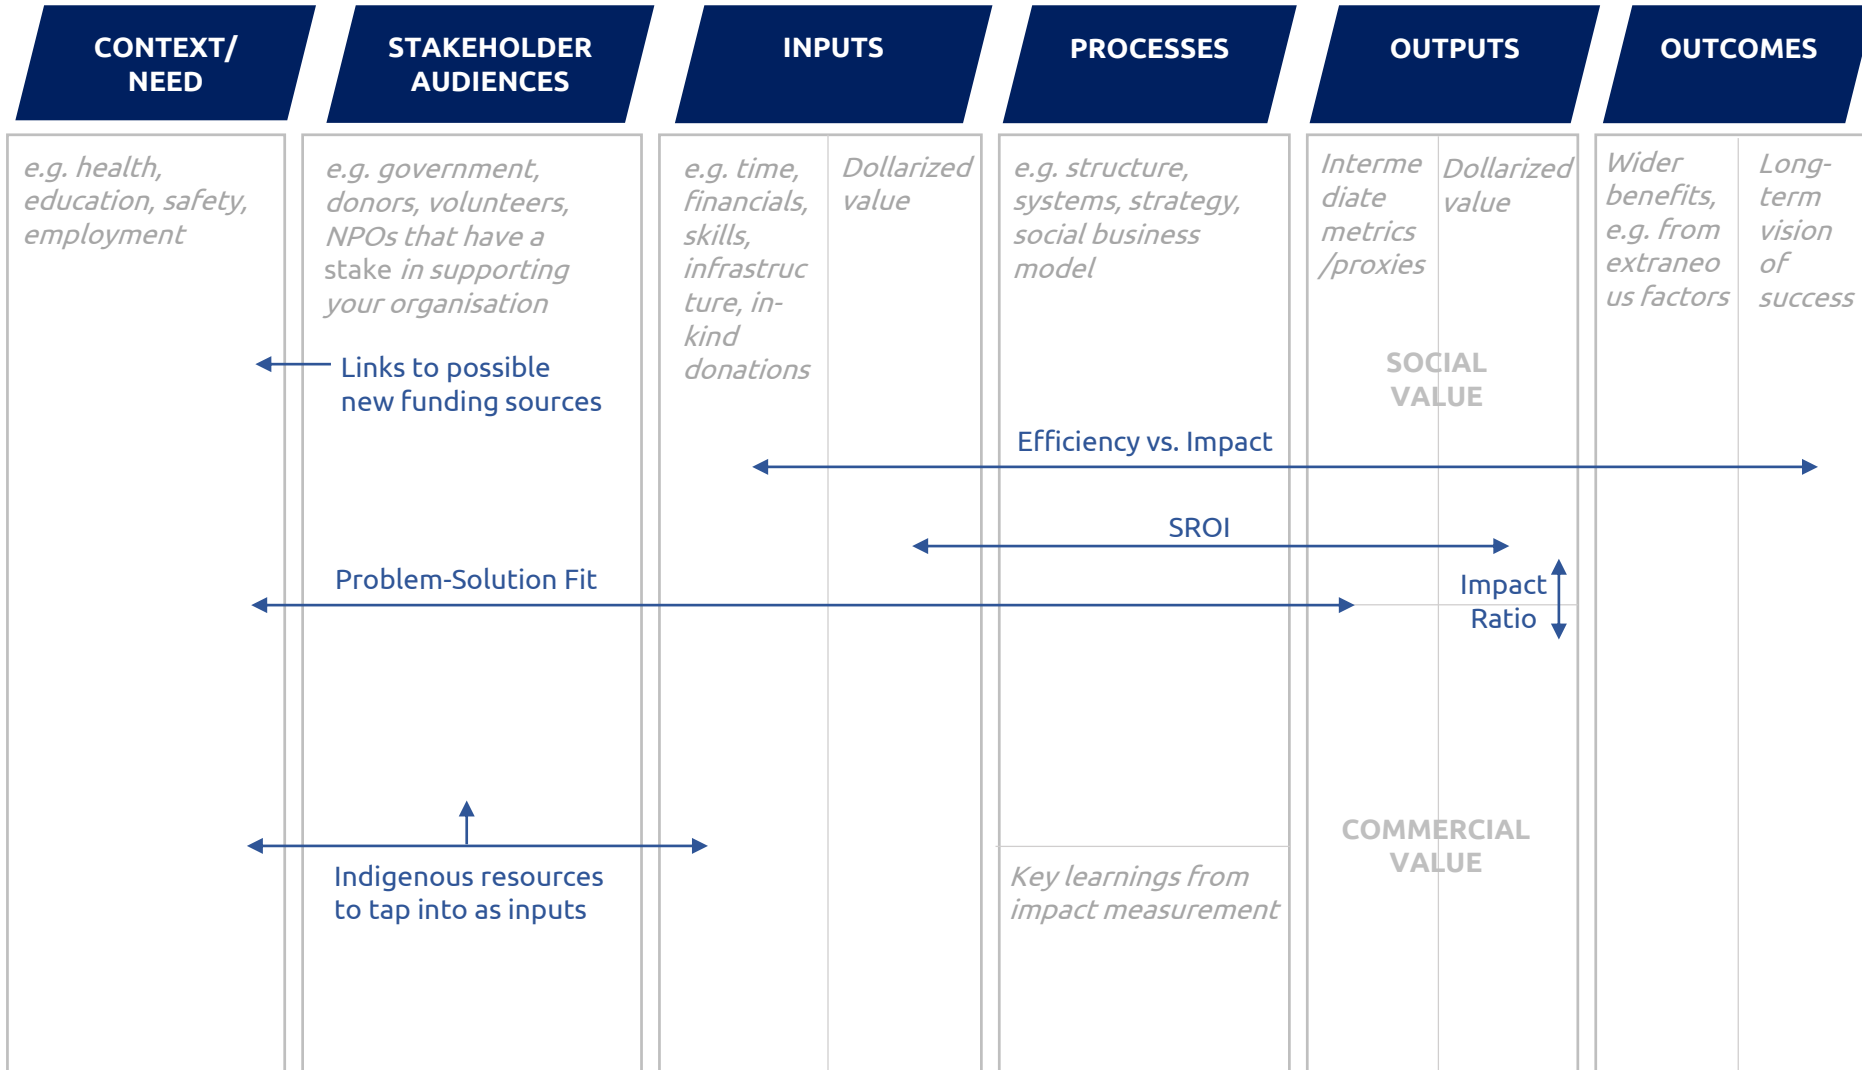 CONTEXT/
NEED
STAKEHOLDER
AUDIENCES
INPUTS
PROCESSES
OUTPUTS
OUTCOMES
e.g. health,
education, safety,
employment
e.g. government,
donors, volunteers,
NPOs that have a
stake in supporting
your organisation
Links to possible
new funding sources
e.g. time,
financials,
skills,
infrastruc
ture, in-
kind
donations
Dollarized
value
e.g. structure,
systems, strategy,
social business
model
Interme
diate
metrics
/proxies
Dollarized
value
Wider
benefits,
e.g. from
extraneo
us factors
Long-
term
vision
of
success
SOCIAL
VALUE
Efficiency vs. Impact
SROI
Problem-Solution Fit
Impact
Ratio
COMMERCIAL
VALUE
Indigenous resources
to tap into as inputs
Key learnings from
impact measurement